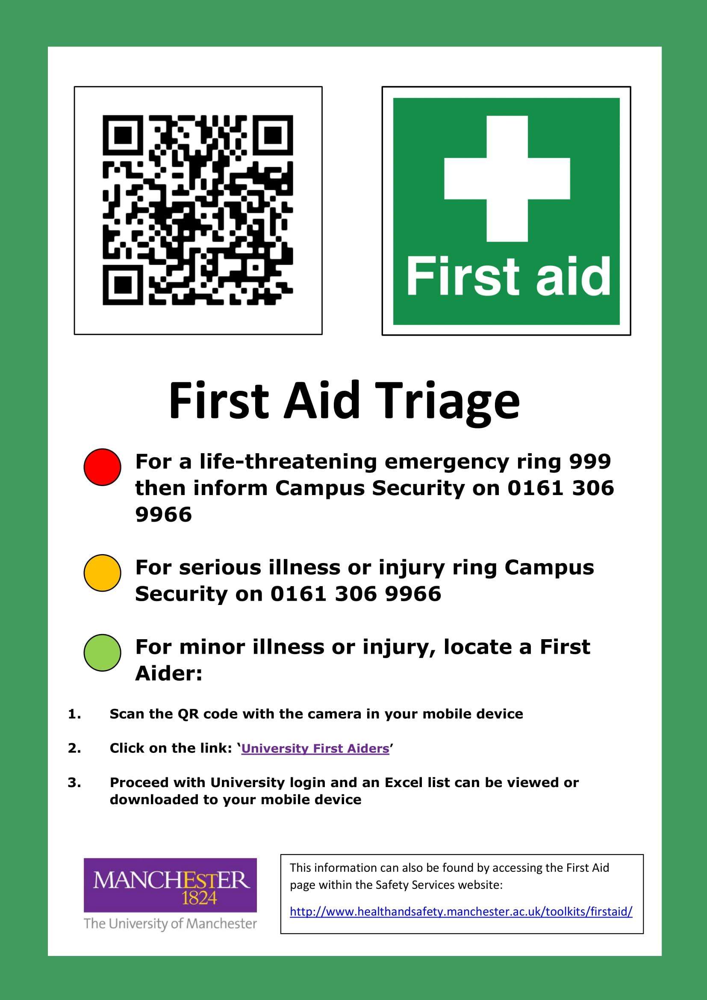 First aid
First Aid Triage
For a life-threatening emergency ring 999
then inform Campus Security on 0161 306
9966
For serious illness or injury ring Campus
Security on 0161 306 9966
For minor illness or injury, locate a First
Aider:
1. Scan the QR code with the camera in your mobile device
2. Click on the link: ‘University First Aiders’
3. Proceed with University login and an Excel list can be viewed or
downloaded to your mobile device
MANCHEsTER
1824
The University of Manchester
This information can also be found by accessing the First Aid
page within the Safety Services website:
http://www.healthandsafety.manchester.ac.uk/toolkits/firstaid/